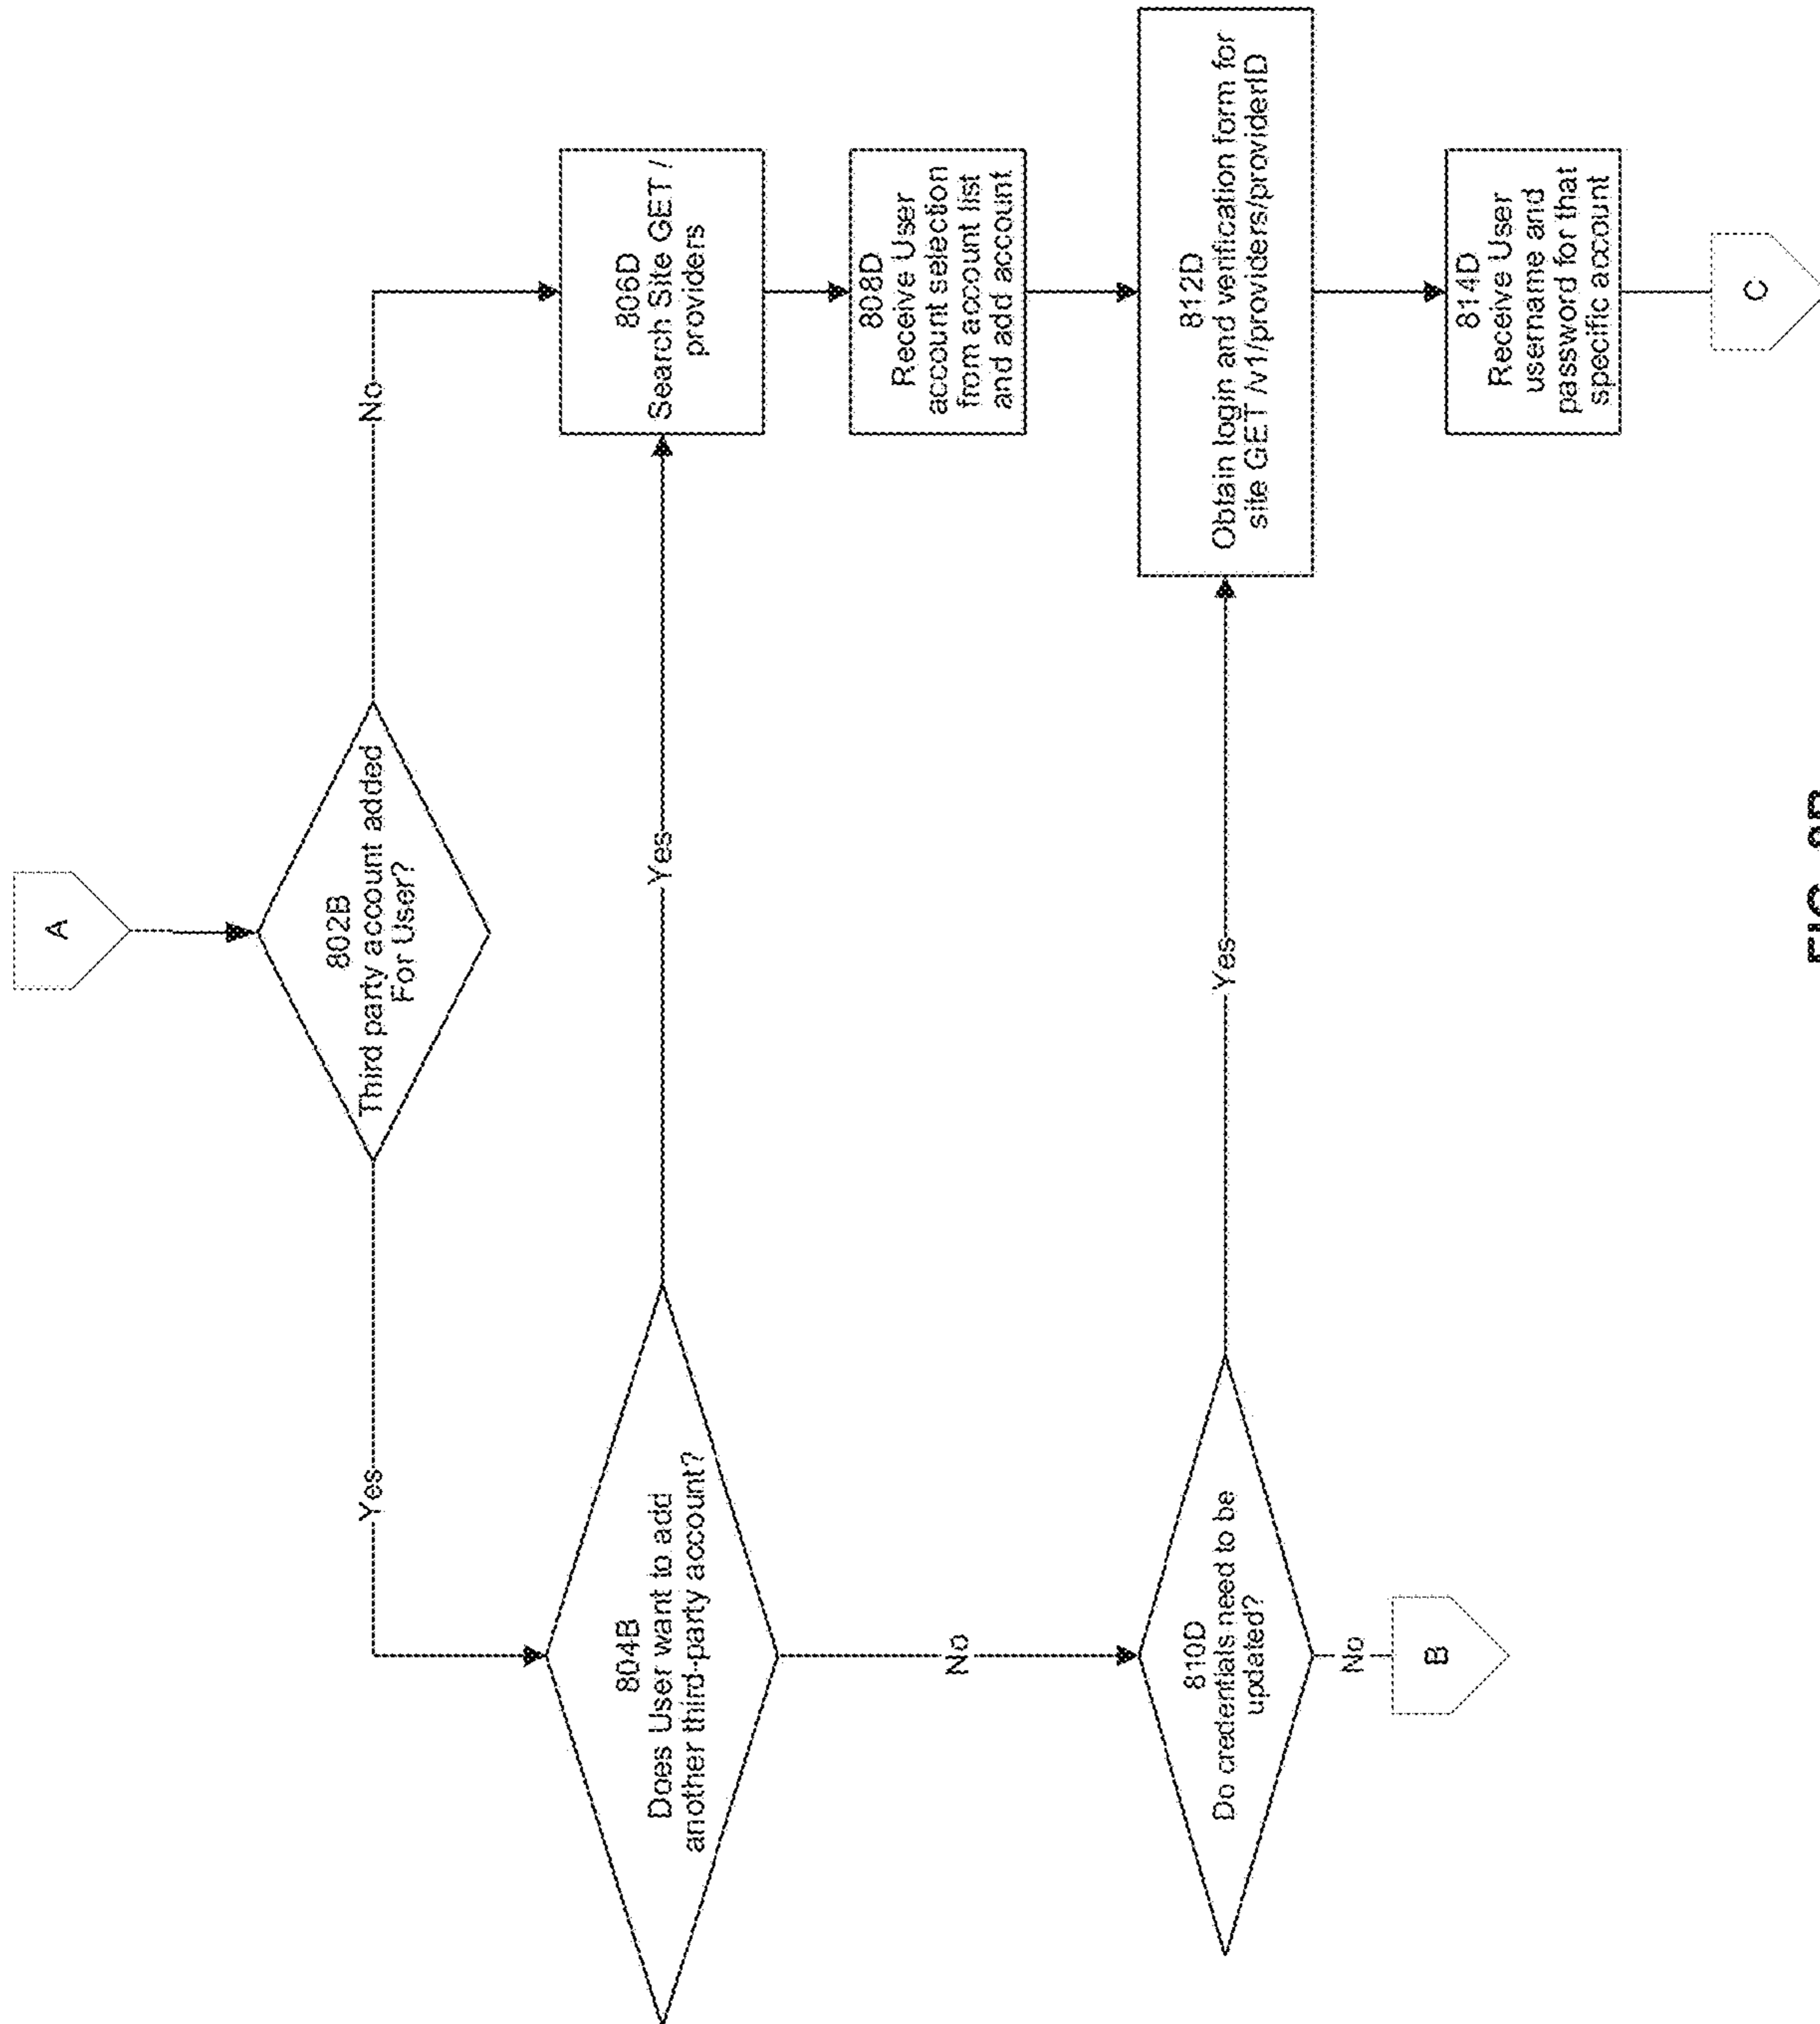 A
802B
Third party account added
For User?
Yes
No
804B
Does User want to add
another third-party account?
Yes
806D
Search Site GET /
providers
808D
Receive User
account selection
from account list
and add account
No
810D
Do credentials need to be
updated?
Yes
812D
Obtain login and verification form for
site GET /v1/providers/providerID
No
B
814D
Receive User
username and
password for that
specific account
C